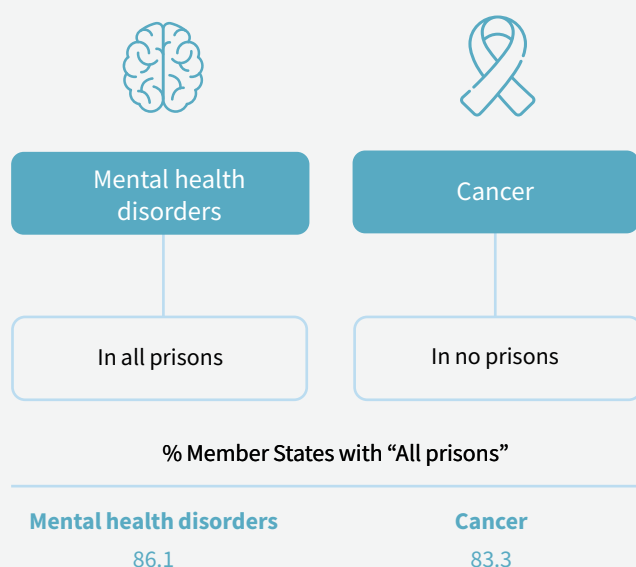 Mental health
disorders
Cancer
In all prisons
In no prisons
% Member States with “All prisons”
Mental health disorders
Cancer
86.1
83.3